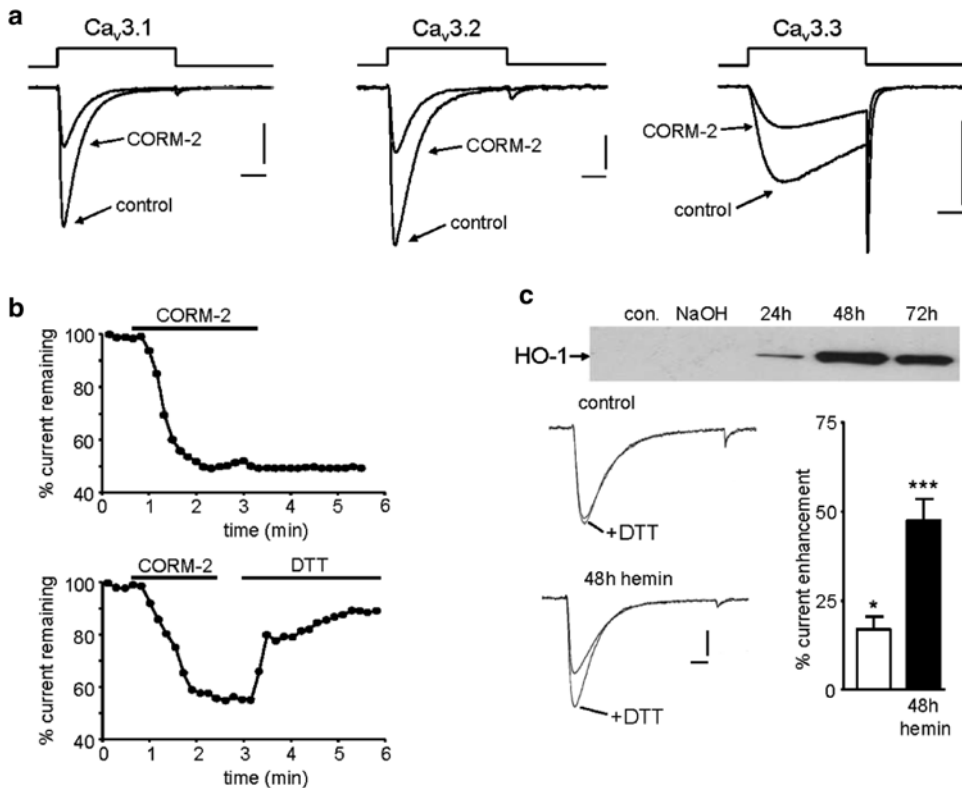 a
Caᵥ3.1 Caᵥ3.2 Caᵥ3.3
CORM-2
control
CORM-2
control
CORM-2
control
b
CORM-2
% current remaining
100
80
60
40
0 1 2 3 4 5 6
time (min)
CORM-2 DTT
% current remaining
100
80
60
40
0 1 2 3 4 5 6
time (min)
c
con. NaOH 24h 48h 72h
HO-1
control
+DTT
48h hemin
+DTT
% current enhancement
75
50
25
0
*
***
48h
hemin